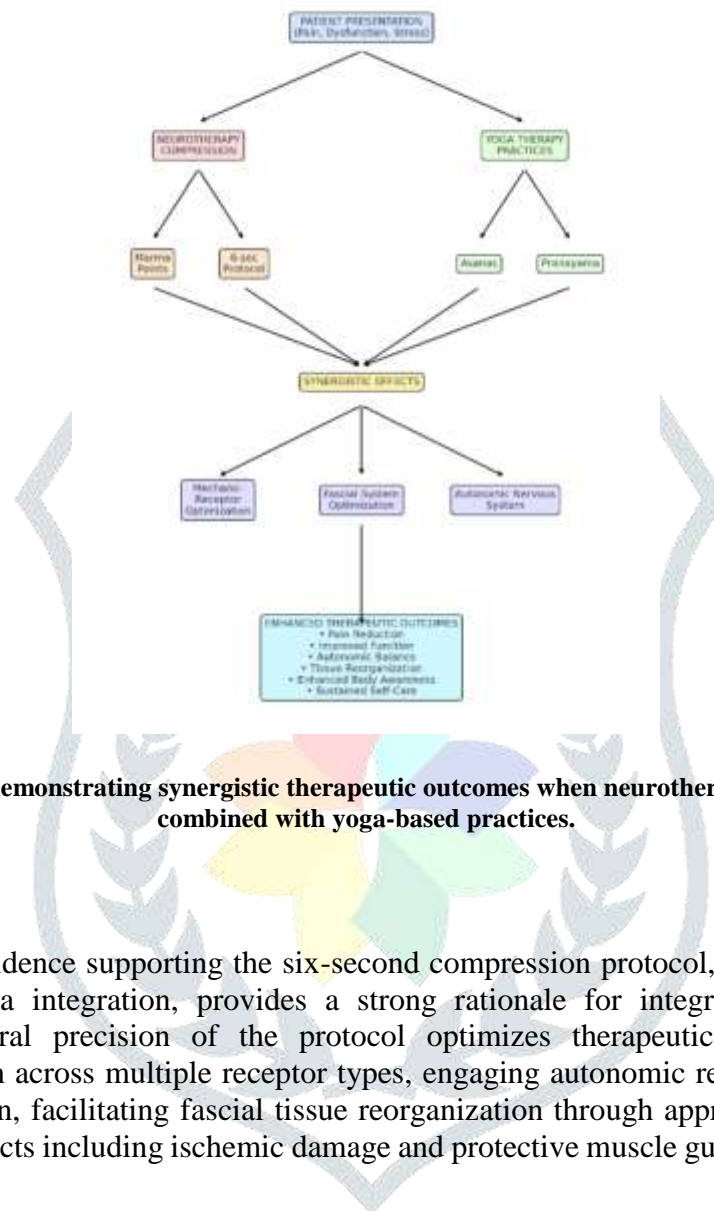 PATIENT PRESENTATION
(Pain, Dysfunction, Stress)
NEUROTHERAPY
COMPRESSION
YOGA THERAPY
PRACTICES
Marma
Points
6-sec
Protocol
Asanas
Pranayama
SYNERGISTIC EFFECTS
Mechano-
Receptor
Optimization
Fascial System
Optimization
Autonomic Nervous
System
ENHANCED THERAPEUTIC OUTCOMES
• Pain Reduction
• Improved Function
• Autonomic Balance
• Tissue Reorganization
• Enhanced Body Awareness
• Sustained Self-Care
emonstrating synergistic therapeutic outcomes when neurother
combined with yoga-based practices.
idence supporting the six-second compression protocol,
a integration, provides a strong rationale for integr
ral precision of the protocol optimizes therapeutic
n across multiple receptor types, engaging autonomic re
n, facilitating fascial tissue reorganization through appr
ects including ischemic damage and protective muscle gu